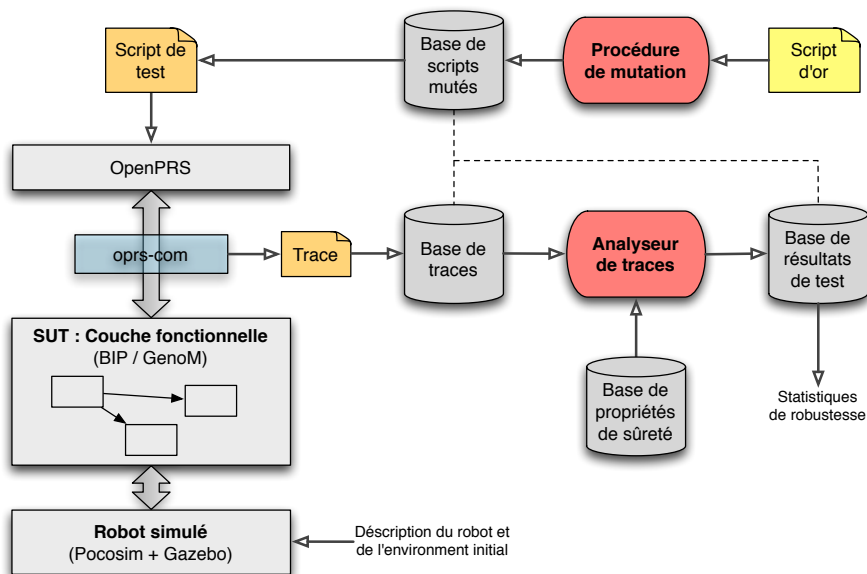 Script de
test
Base de
scripts
mutés
Procédure
de mutation
Script
d'or
OpenPRS
oprs-com
Trace
Base de
traces
Analyseur
de traces
Base de
résultats
de test
SUT : Couche fonctionnelle
(BIP / GenoM)
Base de
propriétés
de sûreté
Statistiques
de robustesse
Robot simulé
(Pocosim + Gazebo)
Déscription du robot et
de l'environment initial